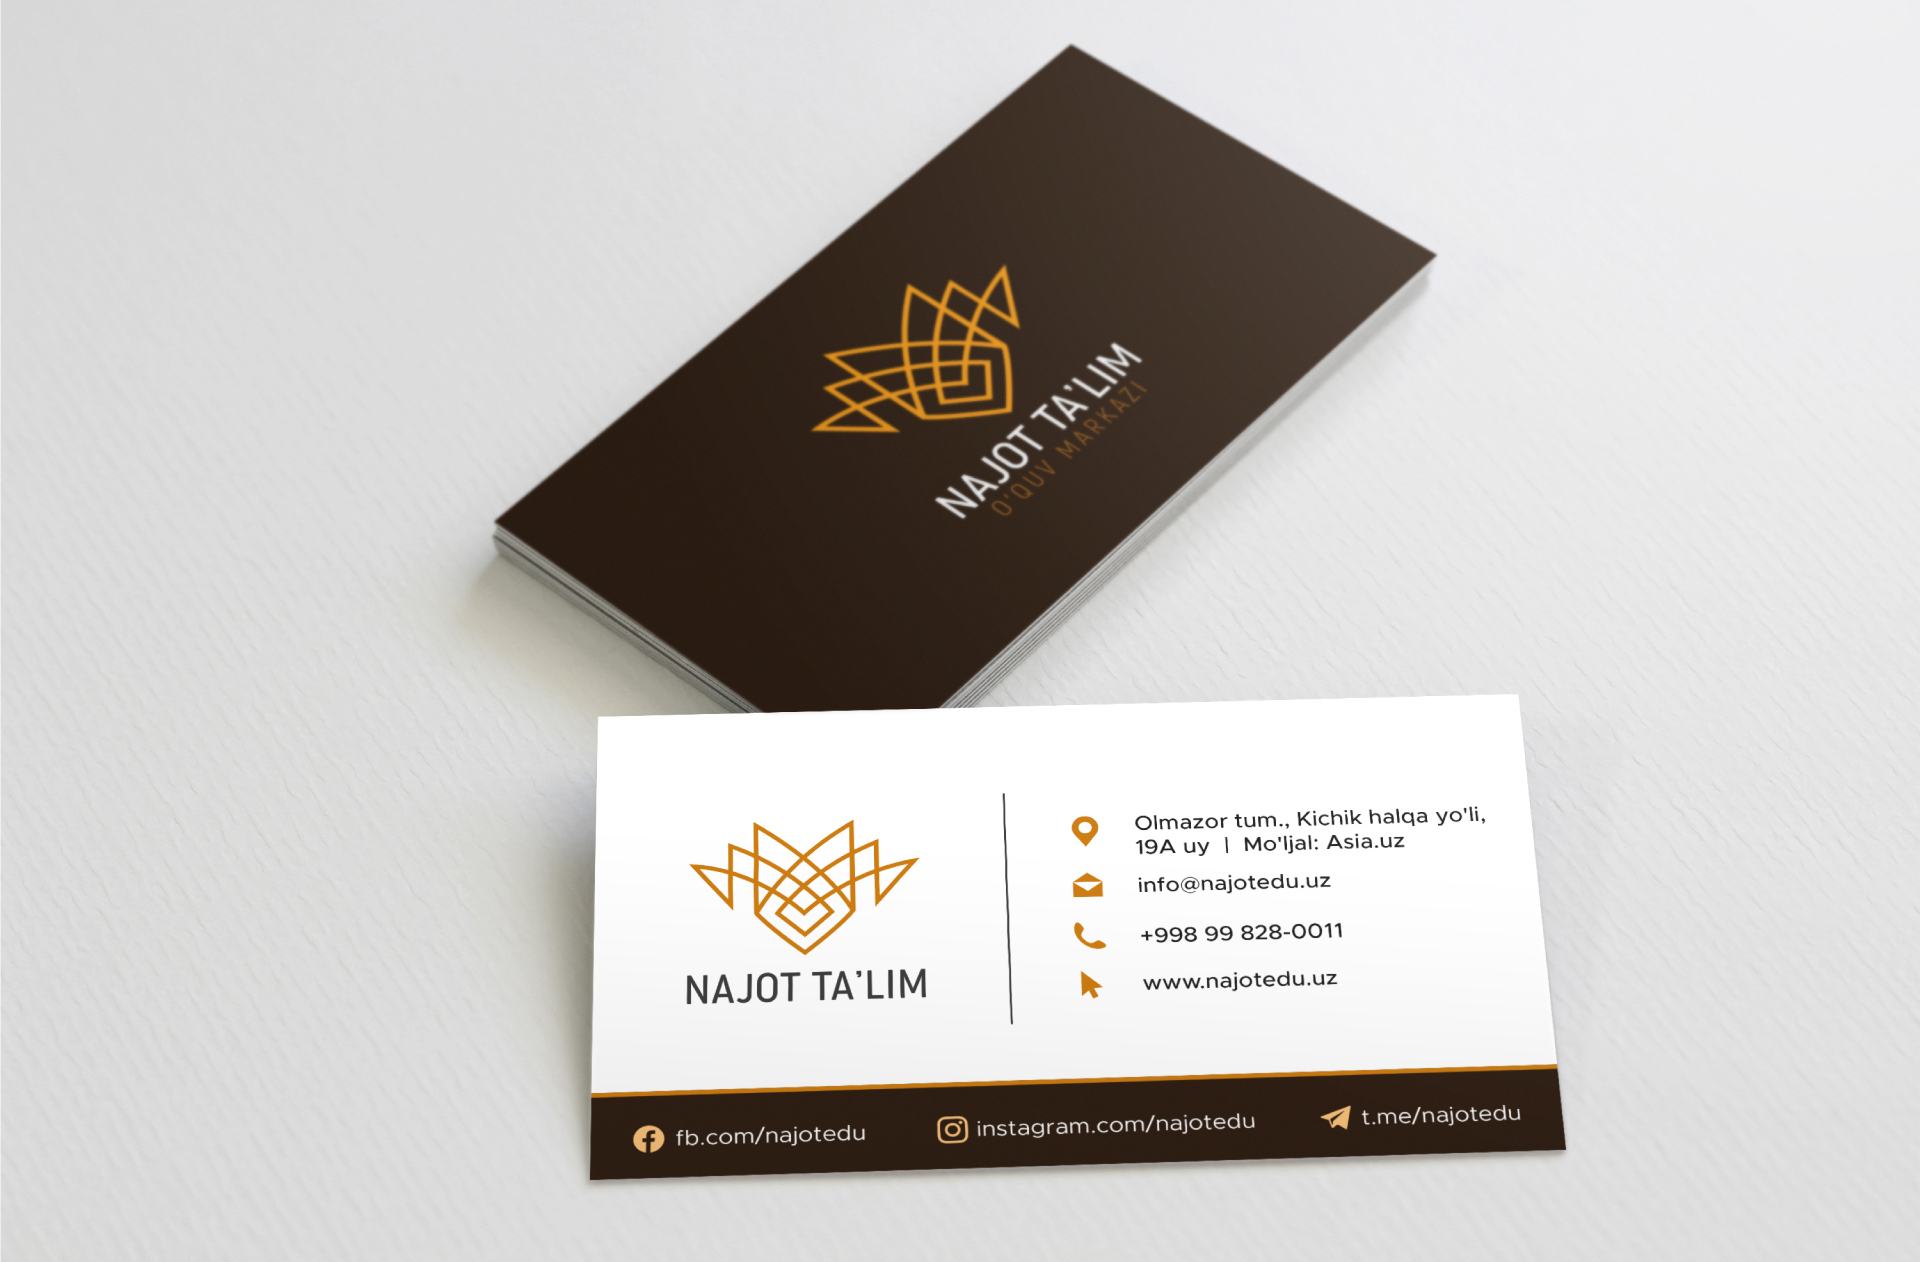 NAJOT TA’LIM
O‘QUV MARKAZI
NAJOT TA’LIM
Olmazor tum., Kichik halqa yo'li,
19A uy | Mo'ljal: Asia.uz
info@najotedu.uz
+998 99 828-0011
www.najotedu.uz
fb.com/najotedu
instagram.com/najotedu
t.me/najotedu